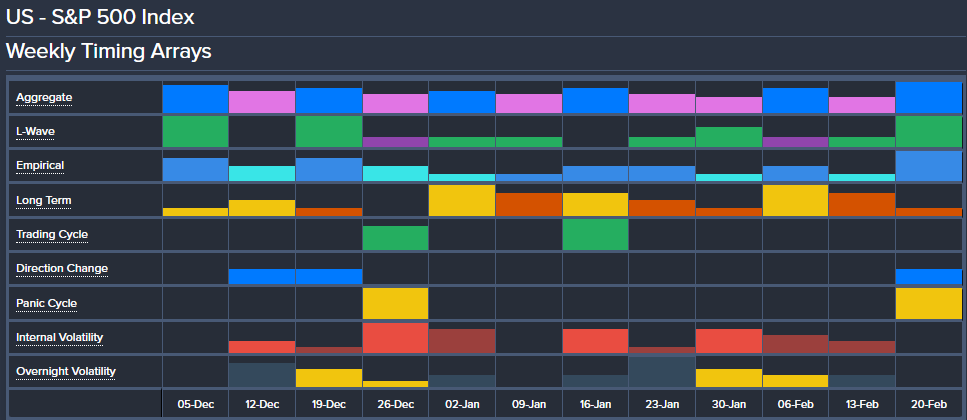 US - S&P 500 Index
Weekly Timing Arrays
Aggregate
L-Wave
Empirical
Long Term
Trading Cycle
Direction Change
Panic Cycle
Internal Volatility
Overnight Volatility
05-Dec 12-Dec 19-Dec 26-Dec 02-Jan 09-Jan 16-Jan 23-Jan 30-Jan 06-Feb 13-Feb 20-Feb